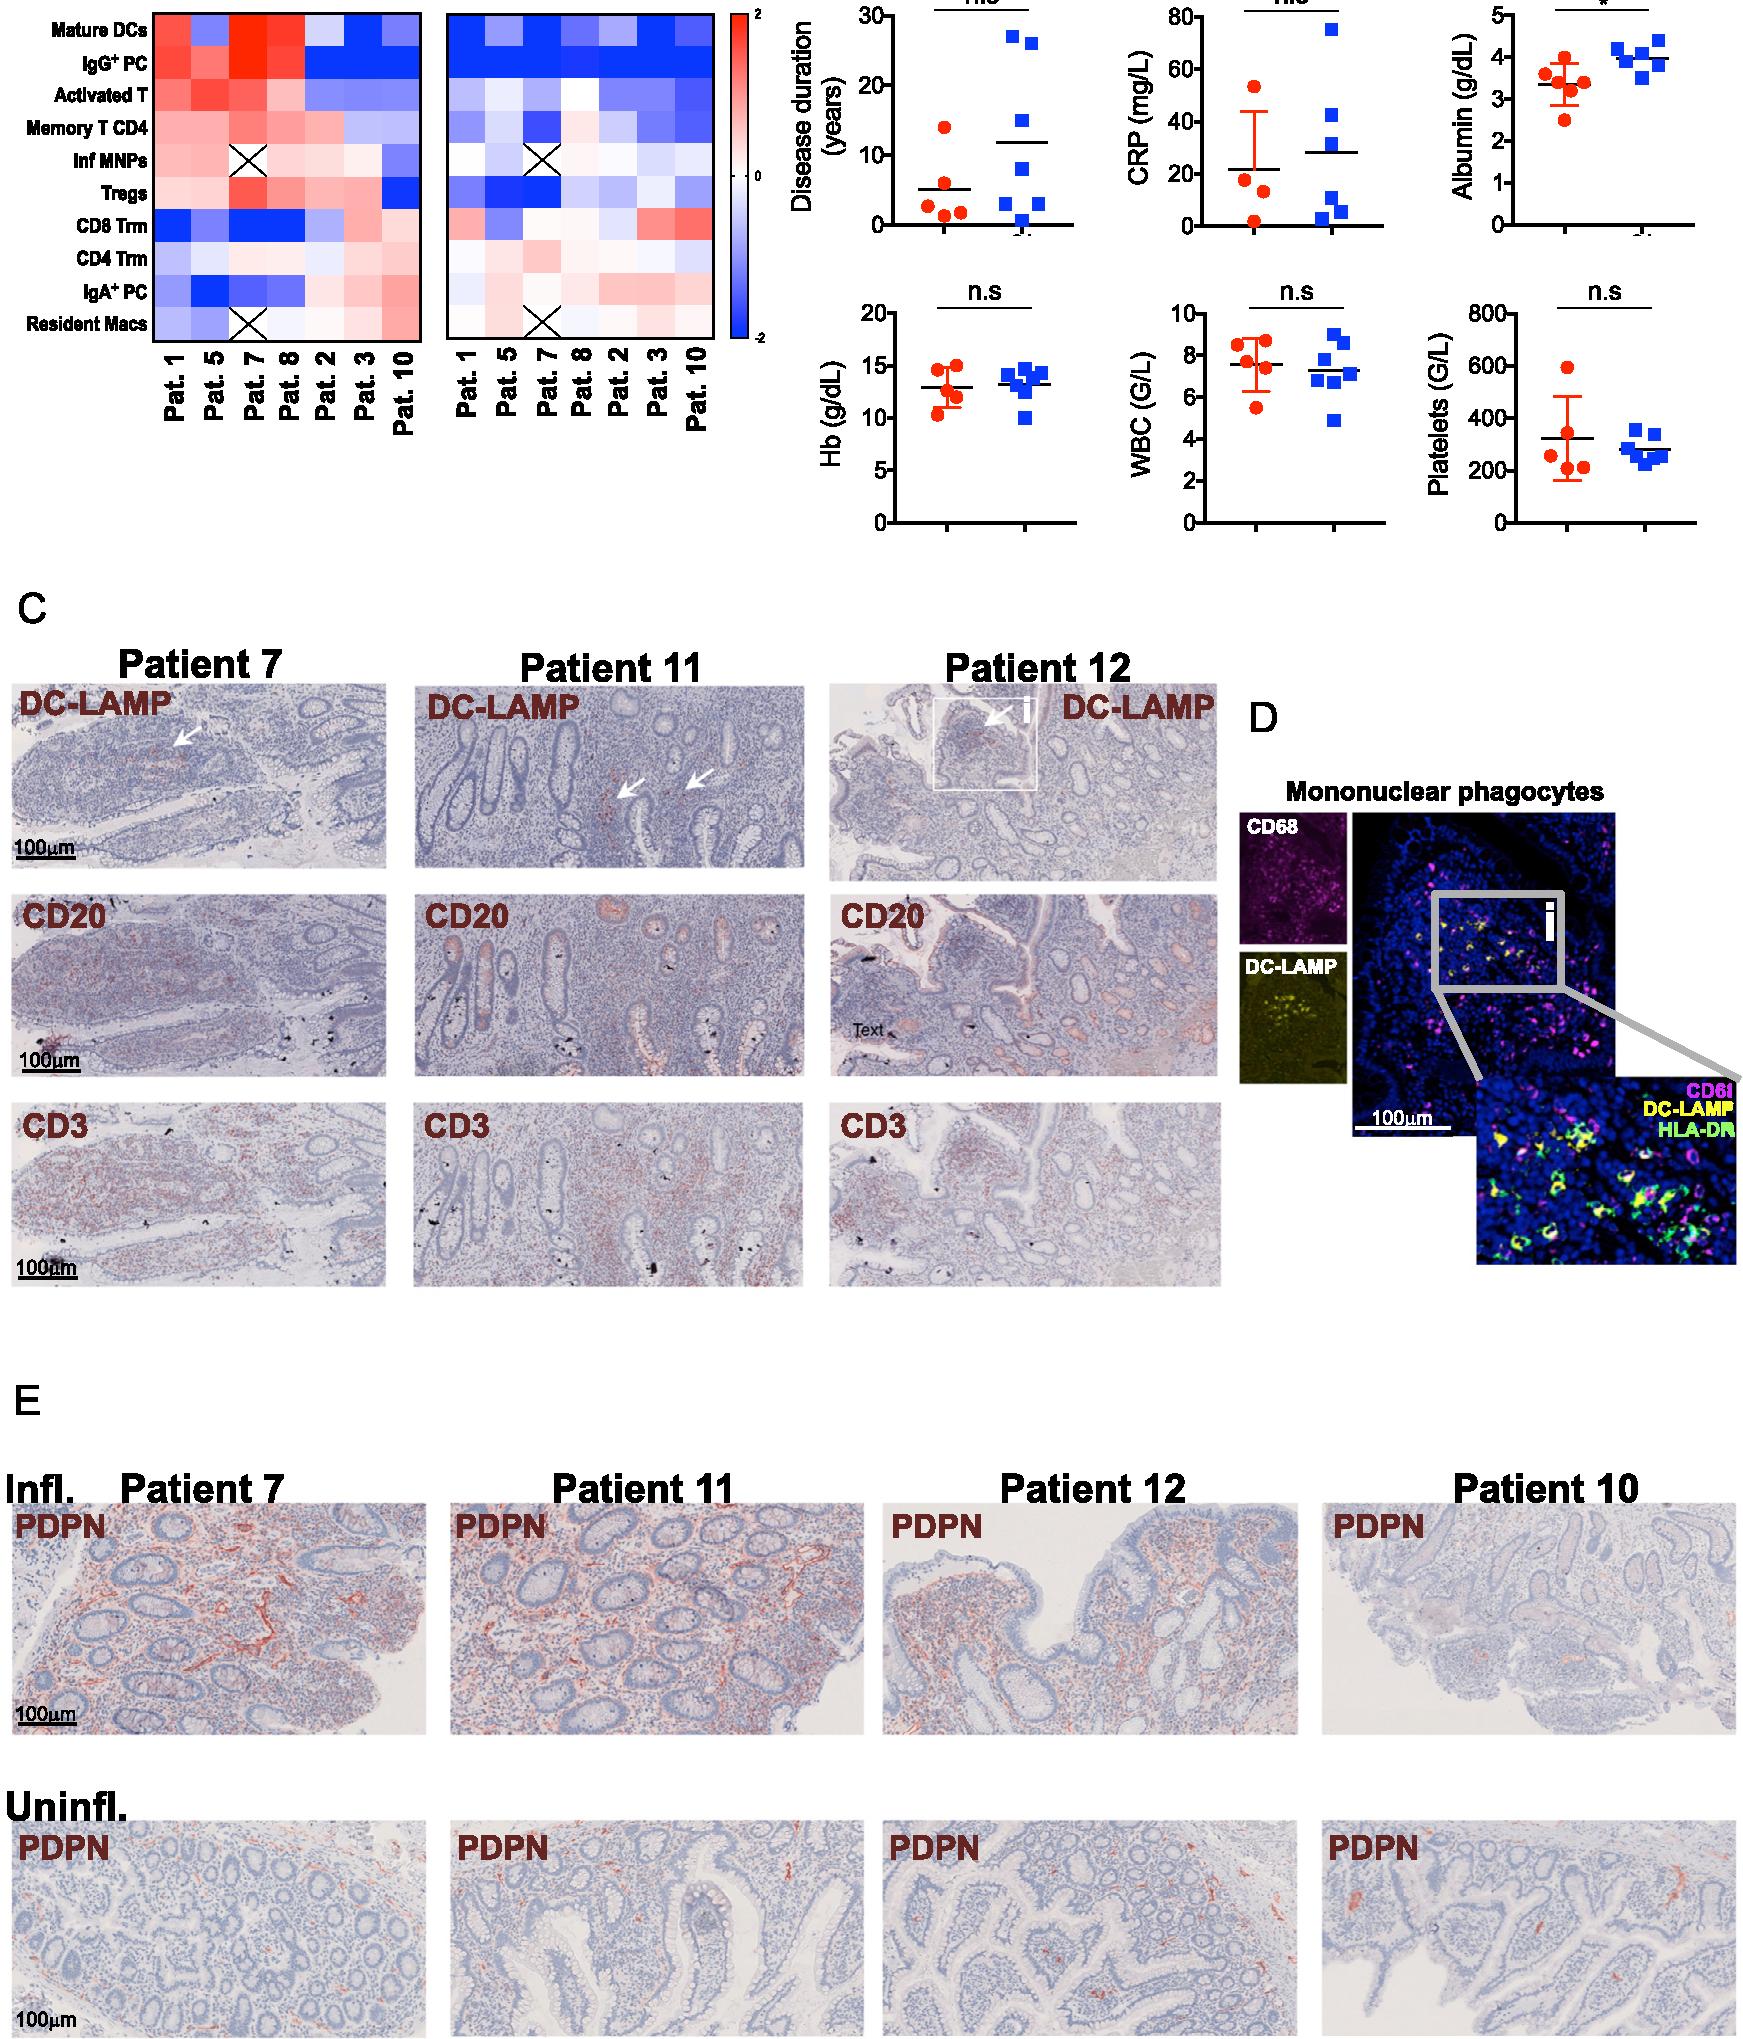 Mature DCs
IgG+ PC
Activated T
Memory T CD4
Inf MNPs
Tregs
CD8 Trm
CD4 Trm
IgA+ PC
Resident Macs
Pat. 1
Pat. 5
Pat. 7
Pat. 8
Pat. 2
Pat. 3
Pat. 10
Pat. 1
Pat. 5
Pat. 7
Pat. 8
Pat. 2
Pat. 3
Pat. 10
2
0
-2
Disease duration
(years)
30
20
10
0
CRP (mg/L)
80
60
40
20
0
*
Albumin (g/dL)
5
4
3
2
1
0
n.s
Hb (g/dL)
20
15
10
5
0
n.s
WBC (G/L)
10
8
6
4
2
0
n.s
Platelets (G/L)
800
600
400
200
0
C
Patient 7
Patient 11
Patient 12
DC-LAMP
100µm
DC-LAMP
i
DC-LAMP
CD20
100µm
CD20
CD20
Text
CD3
100µm
CD3
CD3
D
Mononuclear phagocytes
CD68
DC-LAMP
i
100µm
DC-LAMP
HLA-DR
E
Infl.
Patient 7
Patient 11
Patient 12
Patient 10
PDPN
100µm
PDPN
PDPN
PDPN
Uninfl.
PDPN
100µm
PDPN
PDPN
PDPN